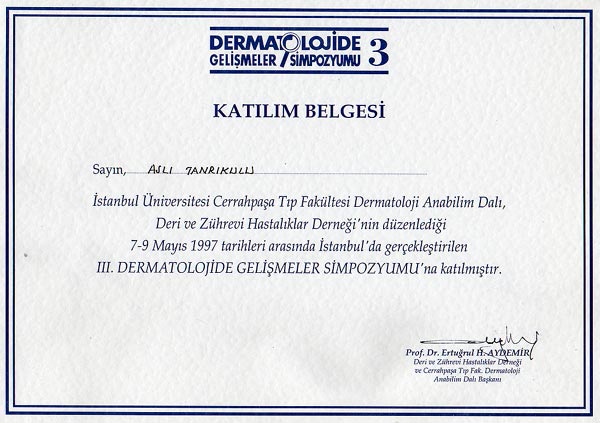 DERMATOLOJİDE
GELİŞMELER SİMPOZYUMU 3
KATILIM BELGESİ
Sayın, ASLI TANRIKULU
İstanbul Üniversitesi Cerrahpaşa Tıp Fakültesi Dermatoloji Anabilim Dalı,
Deri ve Zührevi Hastalıklar Derneği'nin düzenlediği
7-9 Mayıs 1997 tarihleri arasında İstanbul'da gerçekleştirilen
III. DERMATOLOJİDE GELİŞMELER SİMPOZYUMU'na katılmıştır.
Prof. Dr. Ertuğrul H. AYDEMİR
Deri ve Zührevi Hastalıklar Derneği
ve Cerrahpaşa Tıp Fak. Dermatoloji
Anabilim Dalı Başkanı